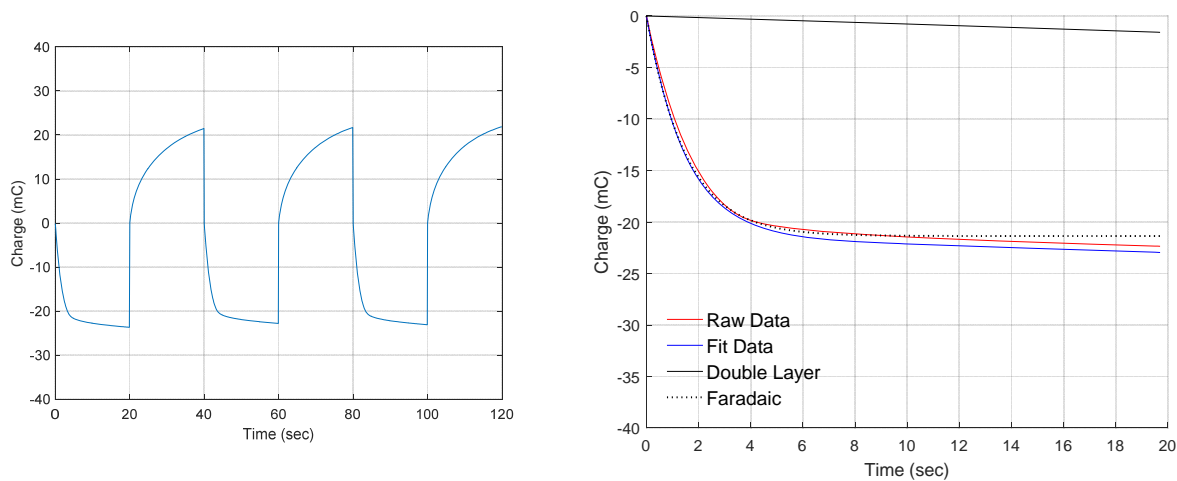 40
30
20
10
0
-10
-20
-30
-40
Charge (mC)
0 20 40 60 80 100 120
Time (sec)
0
-5
-10
-15
-20
-25
-30
-35
-40
Charge (mC)
Raw Data
Fit Data
Double Layer
Faradaic
0 2 4 6 8 10 12 14 16 18 20
Time (sec)